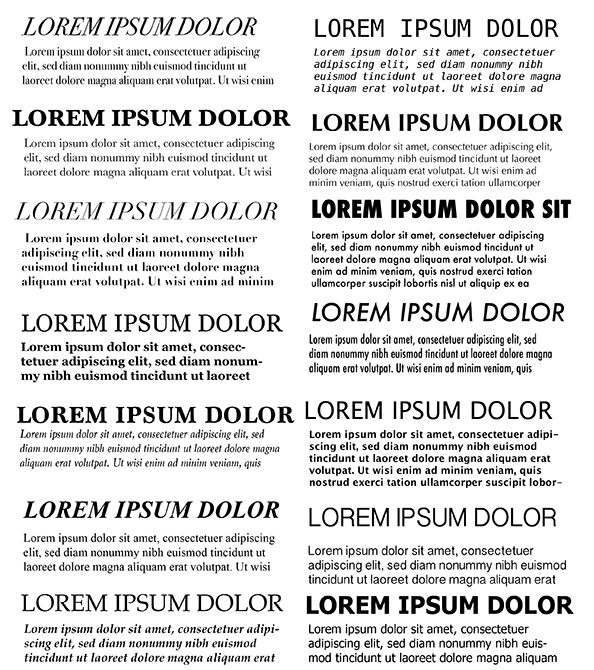 LOREM IPSUM DOLOR
Lorem ipsum dolor sit amet, consectetuer adipiscing
elit, sed diam nonummy nibh euismod tincidunt ut
laoreet dolore magna aliquam erat volutpat. Ut wisi enim
LOREM IPSUM DOLOR
Lorem ipsum dolor sit amet, consectetuer adipiscing
elit, sed diam nonummy nibh euismod tincidunt ut
laoreet dolore magna aliquam erat volutpat. Ut wisi
LOREM IPSUM DOLOR
Lorem ipsum dolor sit amet, consectetuer
adipiscing elit, sed diam nonummy nibh
euismod tincidunt ut laoreet dolore magna
aliquam erat volutpat. Ut wisi enim ad minim
LOREM IPSUM DOLOR
Lorem ipsum dolor sit amet, consec-
tetuer adipiscing elit, sed diam nonum-
my nibh euismod tincidunt ut laoreet
LOREM IPSUM DOLOR
Lorem ipsum dolor sit amet, consectetuer adipiscing elit, sed
diam nonummy nibh euismod tincidunt ut laoreet dolore magna
aliquam erat volutpat. Ut wisi enim ad minim veniam, quis
LOREM IPSUM DOLOR
Lorem ipsum dolor sit amet, consectetuer adipiscing
elit, sed diam nonummy nibh euismod tincidunt ut
laoreet dolore magna aliquam erat volutpat. Ut wisi
LOREM IPSUM DOLOR
Lorem ipsum dolor sit amet, consectetuer adipi-
scing elit, sed diam nonummy nibh euismod
tincidunt ut laoreet dolore magna aliquam erat
LOREM IPSUM DOLOR
Lorem ipsum dolor sit amet, consectetuer
adipiscing elit, sed diam nonummy nibh
euismod tincidunt ut laoreet dolore magna
aliquam erat volutpat. Ut wisi enim ad
LOREM IPSUM DOLOR
Lorem ipsum dolor sit amet, consectetuer adipiscing elit,
sed diam nonummy nibh euismod tincidunt ut laoreet
dolore magna aliquam erat volutpat. Ut wisi enim ad
minim veniam, quis nostrud exerci tation ullamcorper
LOREM IPSUM DOLOR SIT
Lorem ipsum dolor sit amet, consectetuer adipiscing
elit, sed diam nonummy nibh euismod tincidunt ut
laoreet dolore magna aliquam erat volutpat. Ut wisi
enim ad minim veniam, quis nostrud exerci tation
ullamcorper suscipit lobortis nisl ut aliquip ex ea
LOREM IPSUM DOLOR
Lorem ipsum dolor sit amet, consectetuer adipiscing elit, sed
diam nonummy nibh euismod tincidunt ut laoreet dolore magna
aliquam erat volutpat. Ut wisi enim ad minim veniam, quis
LOREM IPSUM DOLOR
Lorem ipsum dolor sit amet, consectetuer adipi-
scing elit, sed diam nonummy nibh euismod
tincidunt ut laoreet dolore magna aliquam erat
volutpat. Ut wisi enim ad minim veniam, quis
nostrud exerci tation ullamcorper suscipit lobor-
LOREM IPSUM DOLOR
Lorem ipsum dolor sit amet, consectetuer
adipiscing elit, sed diam nonummy nibh euismod
tincidunt ut laoreet dolore magna aliquam erat
LOREM IPSUM DOLOR
Lorem ipsum dolor sit amet, consectetuer
adipiscing elit, sed diam nonummy nibh euis-
mod tincidunt ut laoreet dolore magna aliquam